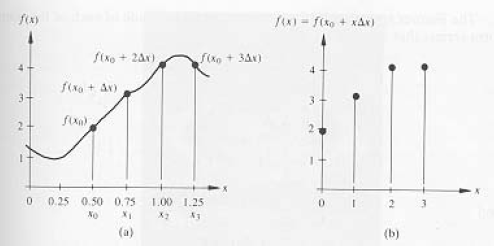 f(x)
f(x) = f(x₀ + xΔx)
f(x₀ + 2Δx)
f(x₀ + 3Δx)
f(x₀ + Δx)
f(x₀)
4
3
2
1
0 0.25 0.50 0.75 1.00 1.25
x
x₀ x₁ x₂ x₃
(a)
4
3
2
1
0 1 2 3
x
(b)